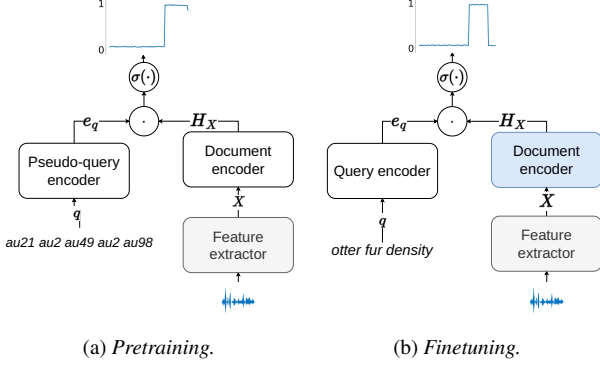 1
0
σ(·)
e_q
·
H_X
Pseudo-query
encoder
Document
encoder
q
X
au21 au2 au49 au2 au98
Feature
extractor
(a) Pretraining.
1
0
σ(·)
e_q
·
H_X
Query encoder
Document
encoder
q
X
otter fur density
Feature
extractor
(b) Finetuning.